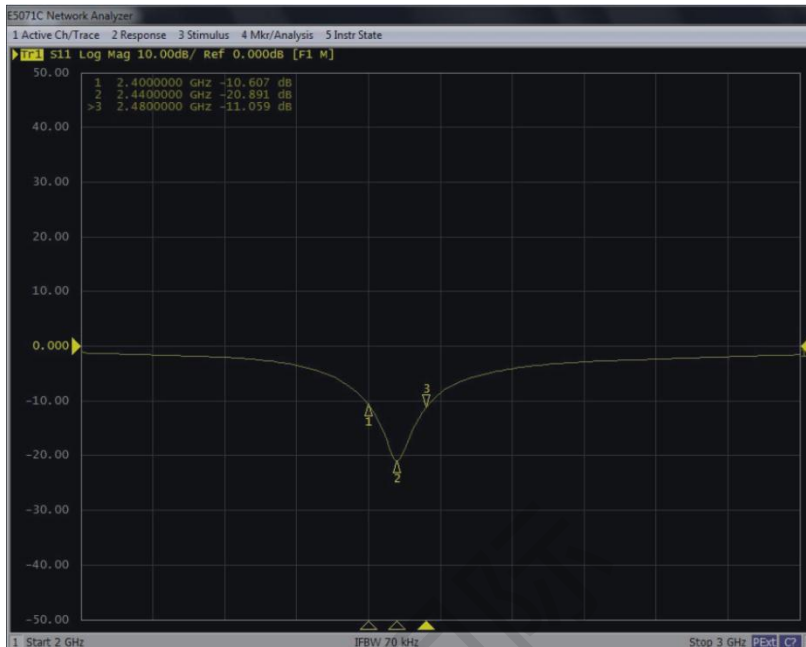 E5071C Network Analyzer
1 Active Ch/Trace 2 Response 3 Stimulus 4 Mkr/Analysis 5 Instr State
Tr1 S11 Log Mag 10.00dB/ Ref 0.000dB [F1 M]
50.00
1 2.4000000 GHz -10.607 dB
2 2.4400000 GHz -20.891 dB
>3 2.4800000 GHz -11.059 dB
40.00
30.00
20.00
10.00
0.000
3
-10.00
1
-20.00
2
-30.00
-40.00
-50.00
1 Start 2 GHz IFBW 70 kHz Stop 3 GHz PExt C?